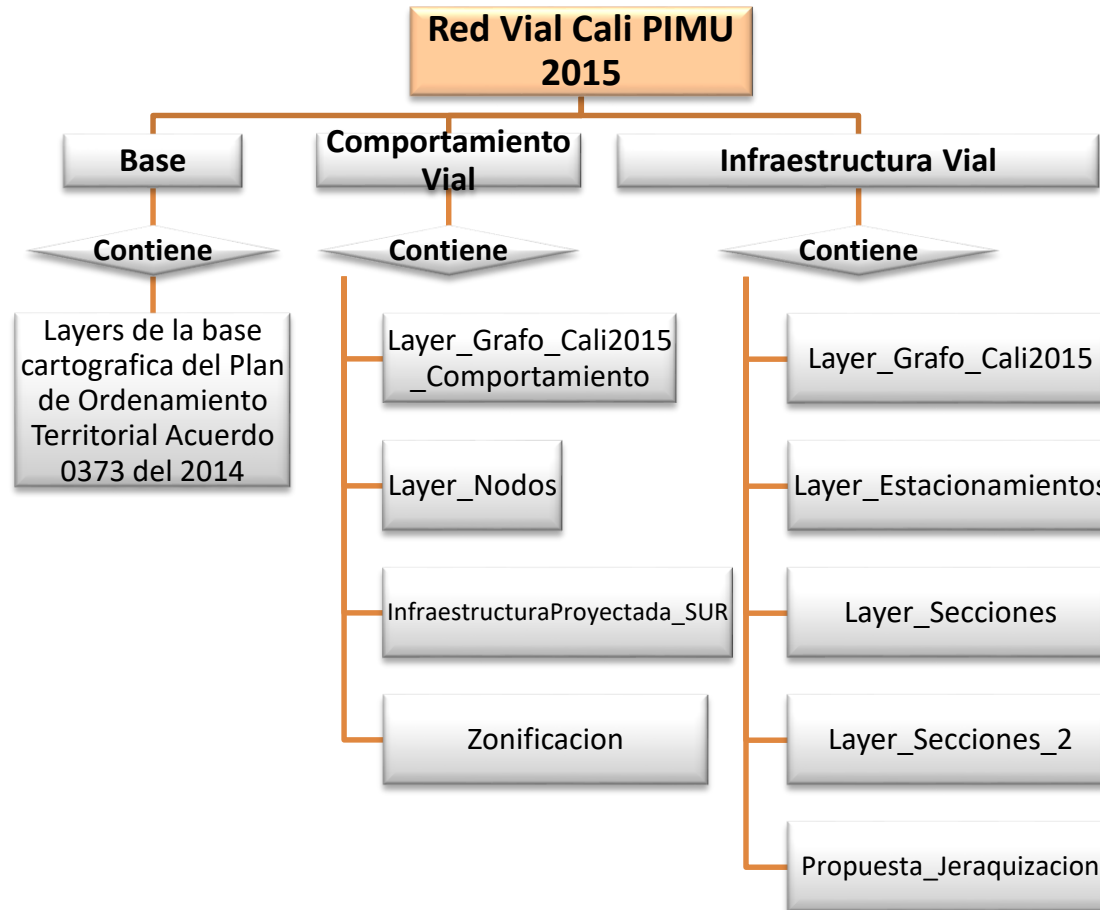 Red Vial Cali PIMU
2015
Base
Comportamiento
Vial
Infraestructura Vial
Contiene
Contiene
Contiene
Layers de la base
cartografica del Plan
de Ordenamiento
Territorial Acuerdo
0373 del 2014
Layer_Grafo_Cali2015
_Comportamiento
Layer_Nodos
InfraestructuraProyectada_SUR
Zonificacion
Layer_Grafo_Cali2015
Layer_Estacionamientos
Layer_Secciones
Layer_Secciones_2
Propuesta_Jeraquizacion